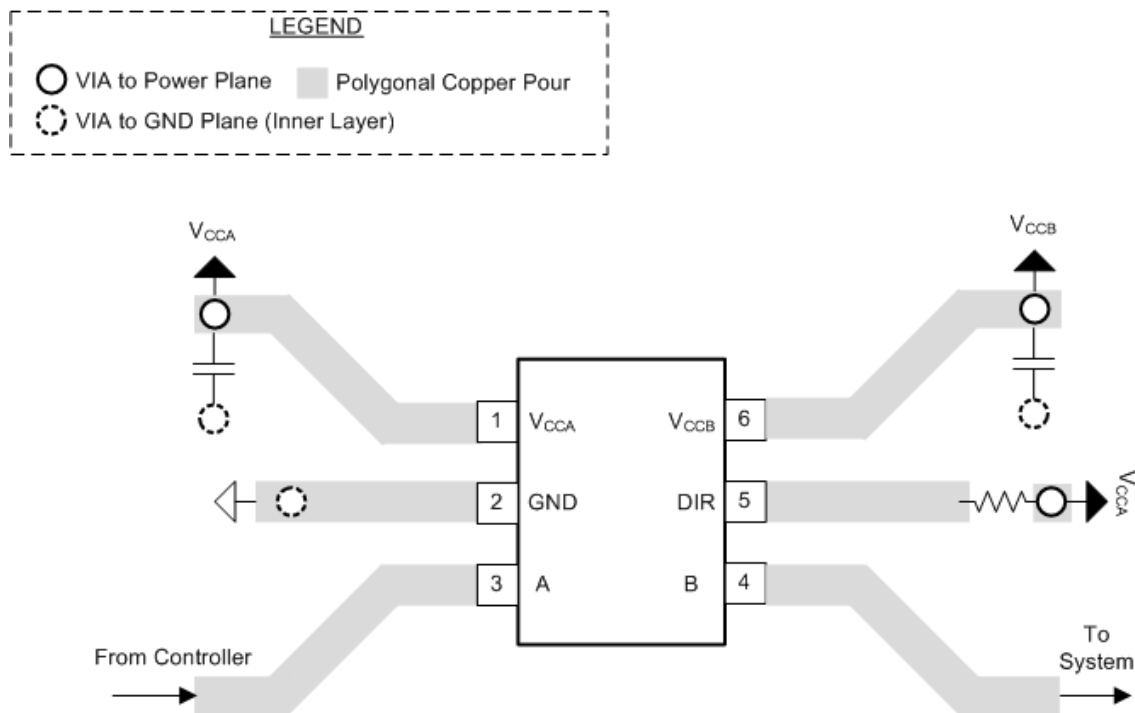 LEGEND
VIA to Power Plane
Polygonal Copper Pour
VIA to GND Plane (Inner Layer)
VCCA
VCCB
1
VCCA
VCCB
6
2
GND
DIR
5
VCCA
3
A
B
4
From Controller
To
System